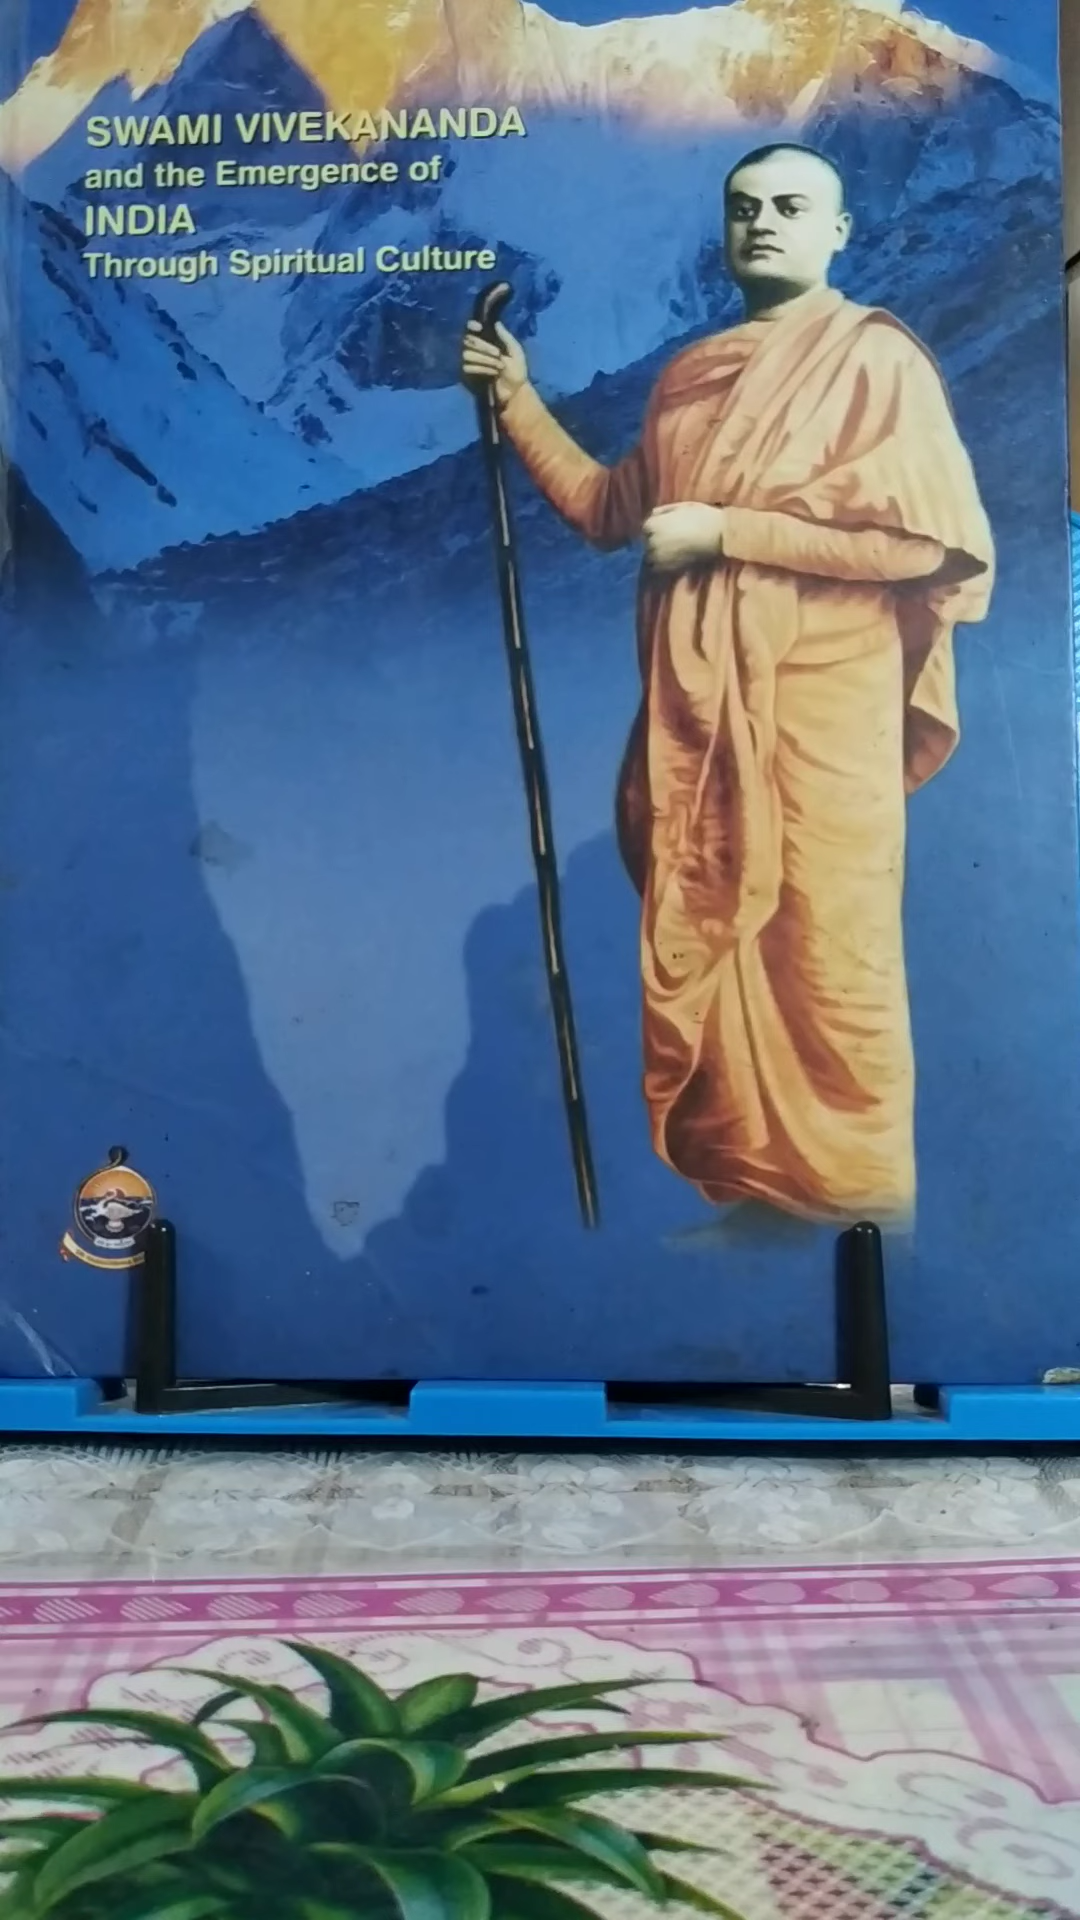 SWAMI VIVEKANANDA
and the Emergence of
INDIA
Through Spiritual Culture